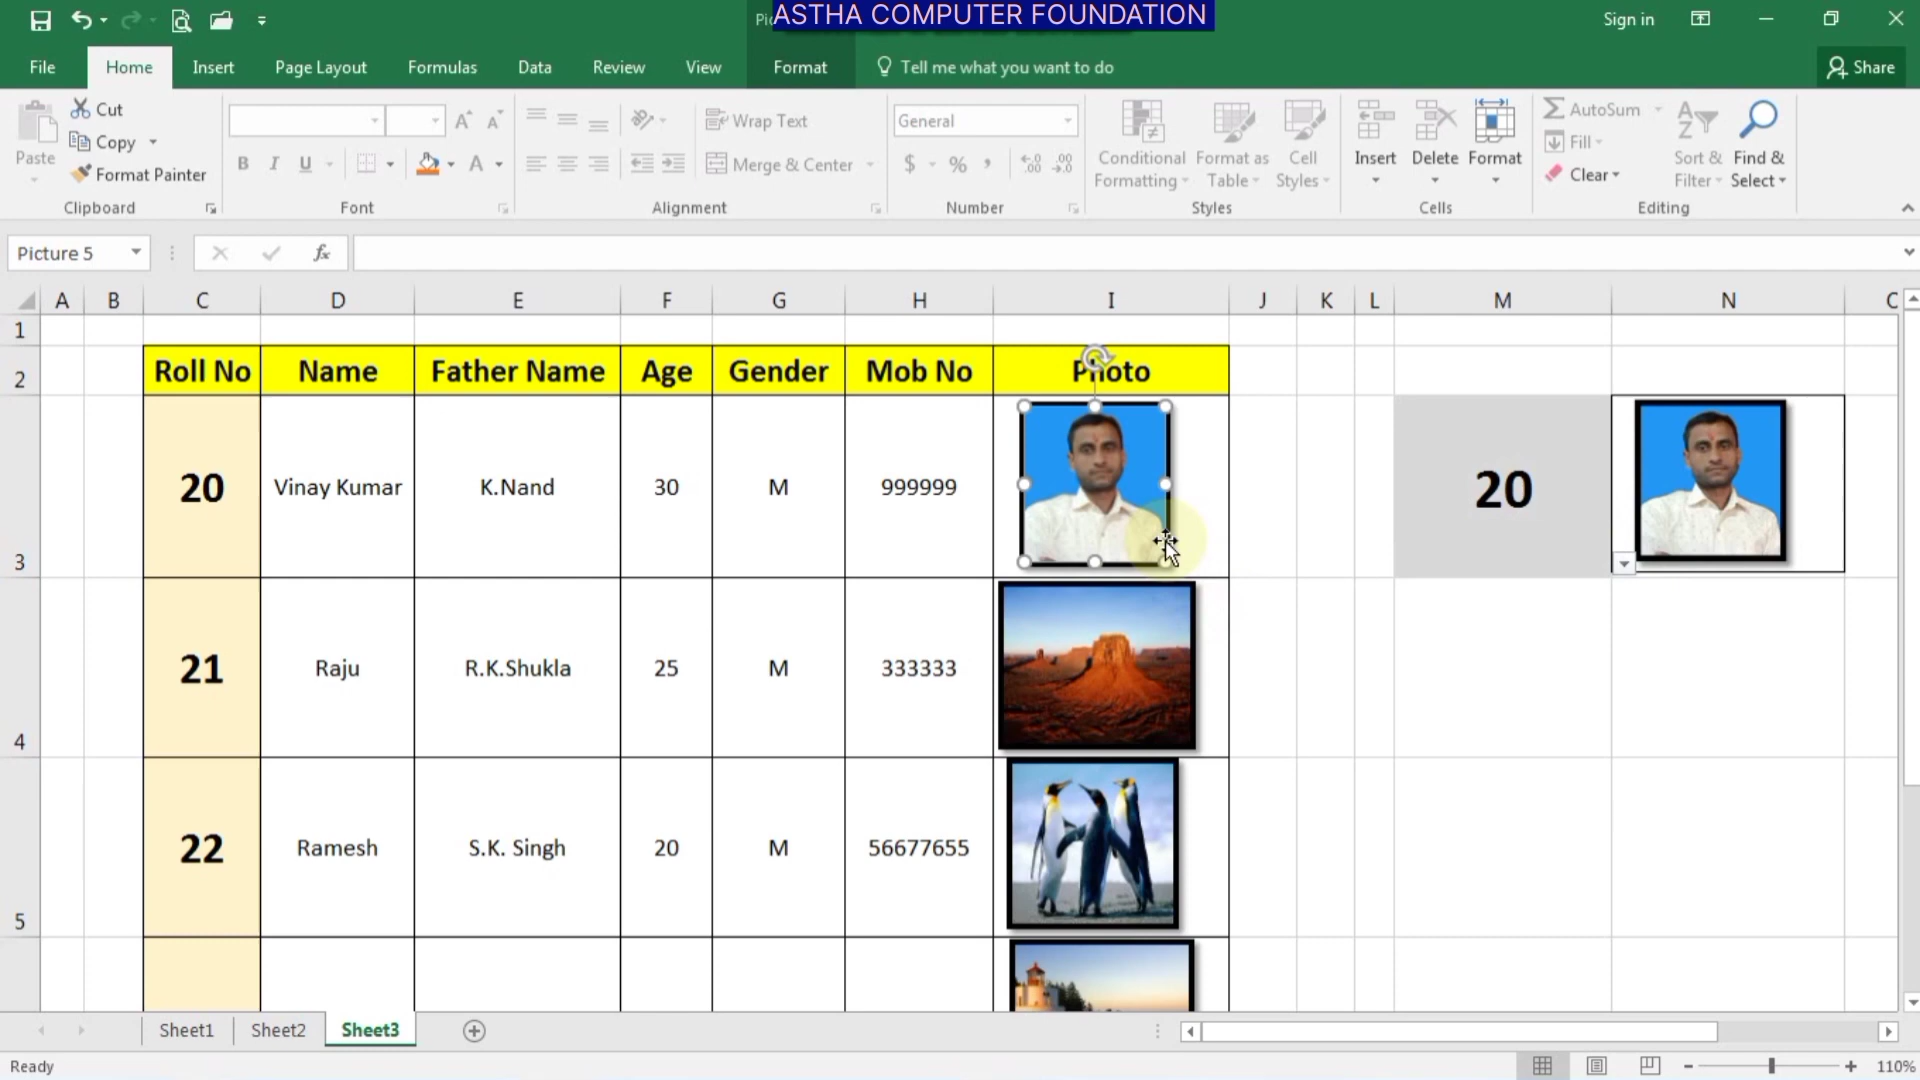 ASTHA COMPUTER FOUNDATION
Sign in
File Home Insert Page Layout Formulas Data Review View Format Tell me what you want to do Share
Paste
Cut
Copy
Format Painter
Clipboard
B I U A
Font
Wrap Text
Merge & Center
Alignment
General
$ % ,
Number
Conditional Formatting
Format as Table
Cell Styles
Styles
Insert Delete Format
Cells
AutoSum
Fill
Clear
Sort & Filter
Find & Select
Editing
Picture 5 fx
A B C D E F G H I J K L M N
1
2 Roll No Name Father Name Age Gender Mob No Photo
3 20 Vinay Kumar K.Nand 30 M 999999 20
4 21 Raju R.K.Shukla 25 M 333333
5 22 Ramesh S.K. Singh 20 M 56677655
Sheet1 Sheet2 Sheet3
Ready 110%